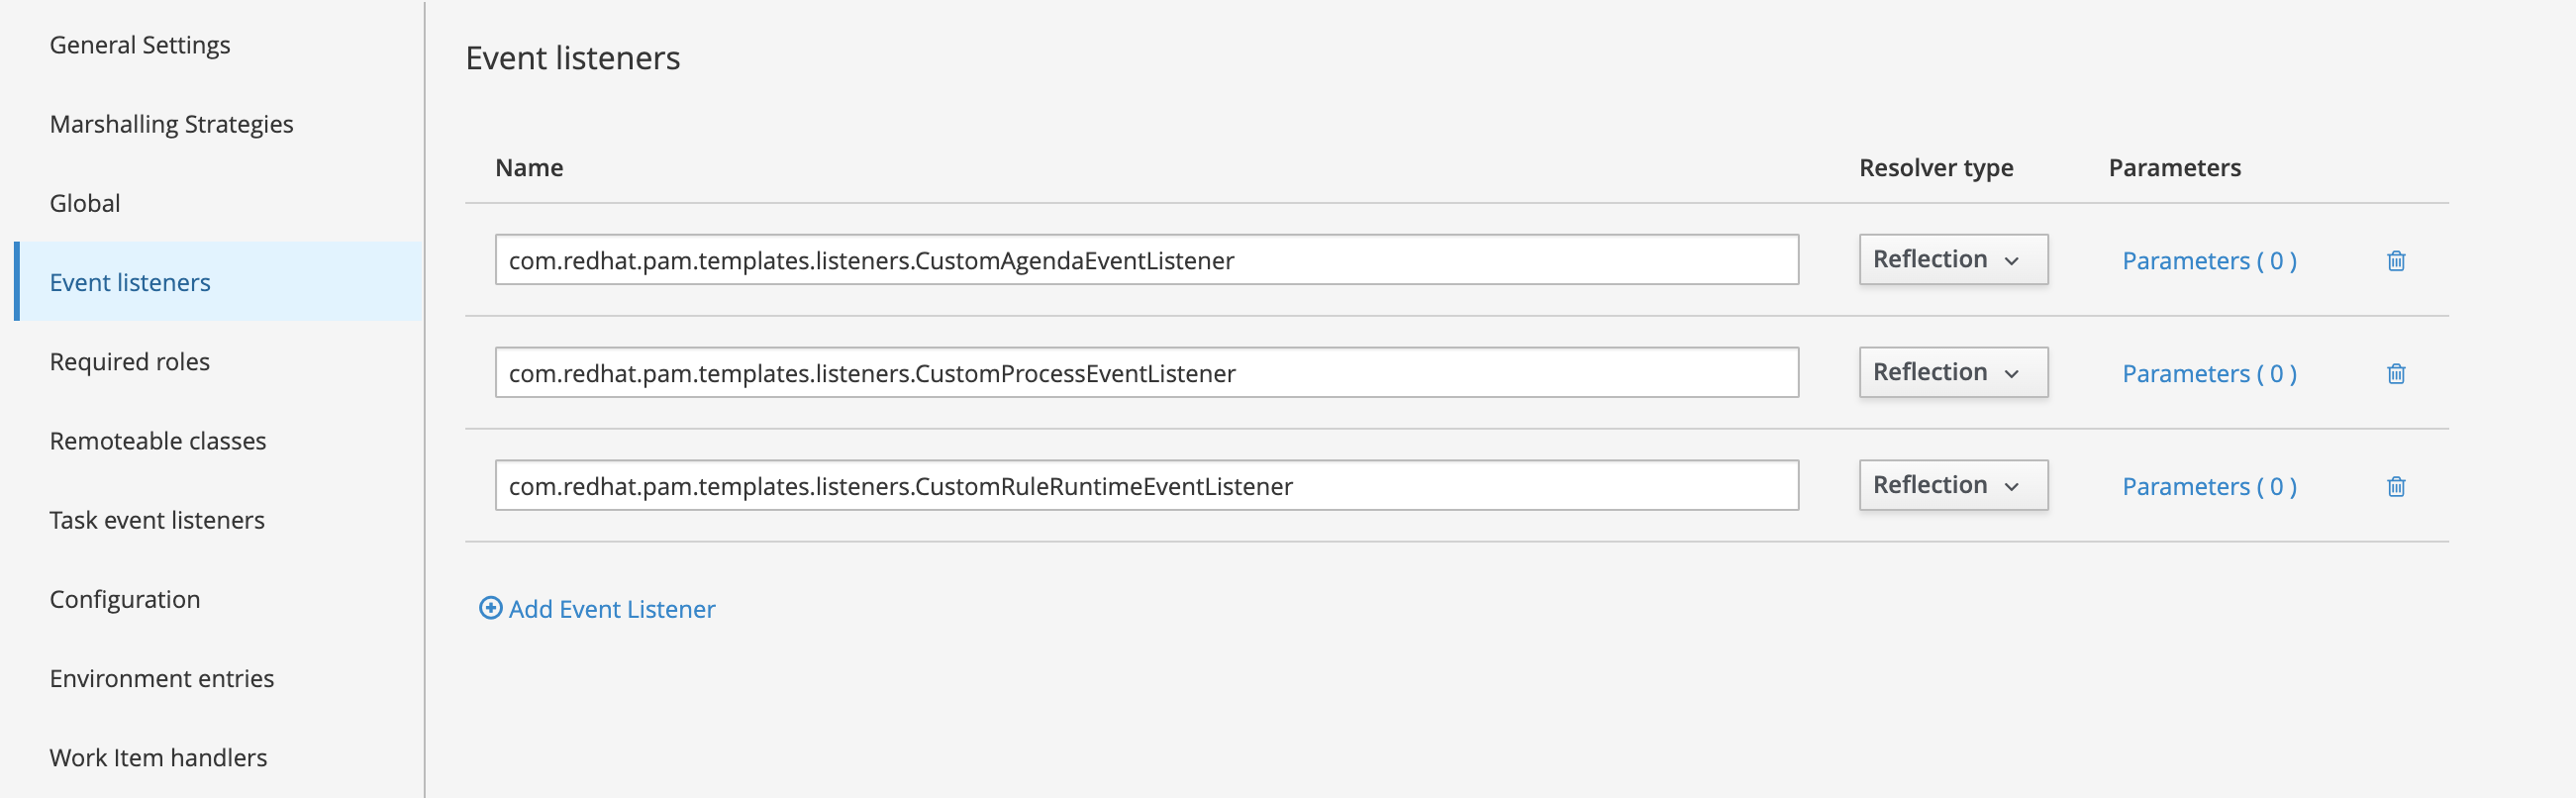 General Settings
Marshalling Strategies
Global
Event listeners
Required roles
Remoteable classes
Task event listeners
Configuration
Environment entries
Work Item handlers
Event listeners
Name Resolver type Parameters
com.redhat.pam.templates.listeners.CustomAgendaEventListener Reflection Parameters ( 0 )
com.redhat.pam.templates.listeners.CustomProcessEventListener Reflection Parameters ( 0 )
com.redhat.pam.templates.listeners.CustomRuleRuntimeEventListener Reflection Parameters ( 0 )
Add Event Listener